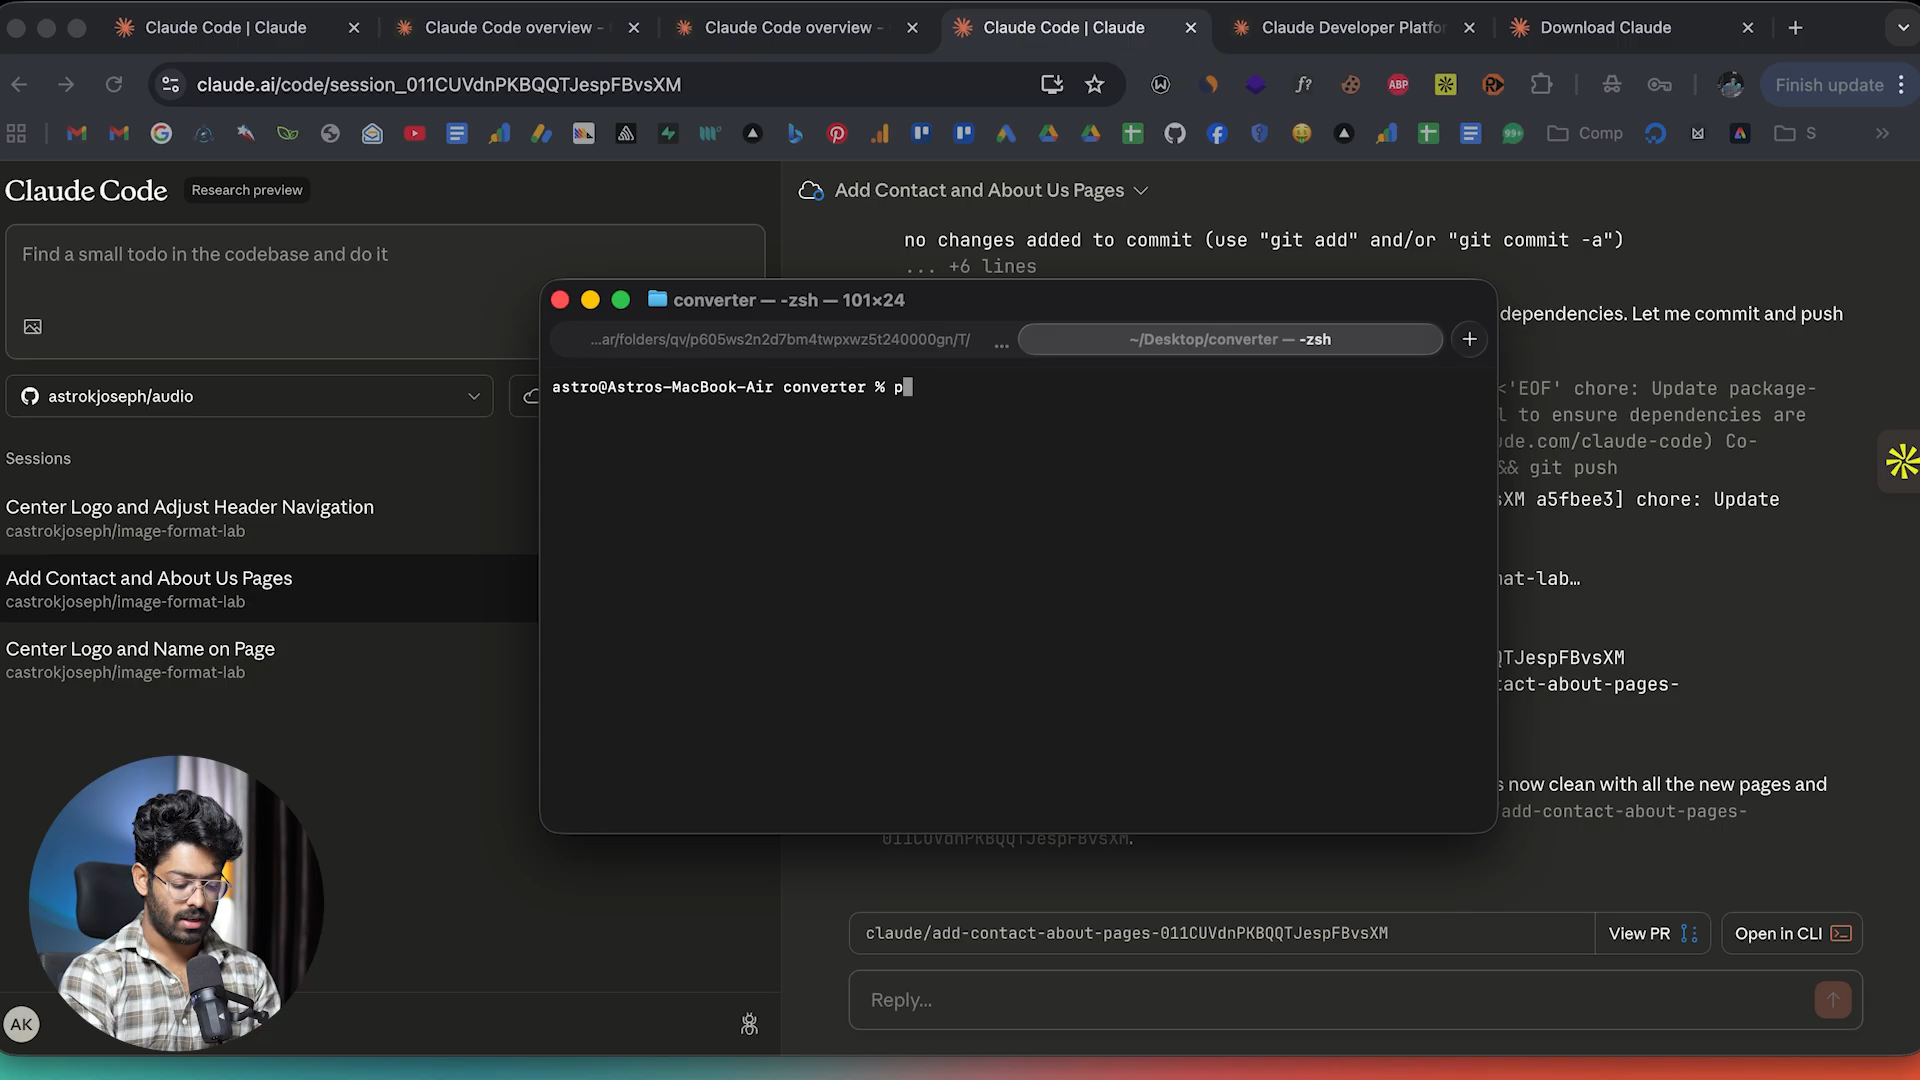 Claude Code | Claude
Claude Code overview -
Claude Code overview -
Claude Code | Claude
Claude Developer Platfor
Download Claude
claude.ai/code/session_011CUVdnPKBQQTJespFBvsXM
ABP
Finish update
99+
Comp
S
Claude Code
Research preview
Find a small todo in the codebase and do it
astrokjoseph/audio
Sessions
Center Logo and Adjust Header Navigation
castrokjoseph/image-format-lab
Add Contact and About Us Pages
castrokjoseph/image-format-lab
Center Logo and Name on Page
castrokjoseph/image-format-lab
AK
Add Contact and About Us Pages
no changes added to commit (use "git add" and/or "git commit -a")
... +6 lines
converter — -zsh — 101×24
...ar/folders/qv/p605ws2n2d7bm4twpxwz5t240000gn/T/ ...
~/Desktop/converter — -zsh
astro@Astros-MacBook-Air converter % p
dependencies. Let me commit and push
<'EOF' chore: Update package-
l to ensure dependencies are
ude.com/claude-code) Co-
&& git push
sXM a5fbee3] chore: Update
mat-lab…
QTJespFBvsXM
tact-about-pages-
s now clean with all the new pages and
add-contact-about-pages-
011CUVdnPKBQQTJespFBvsXM.
claude/add-contact-about-pages-011CUVdnPKBQQTJespFBvsXM
View PR
Open in CLI
Reply...